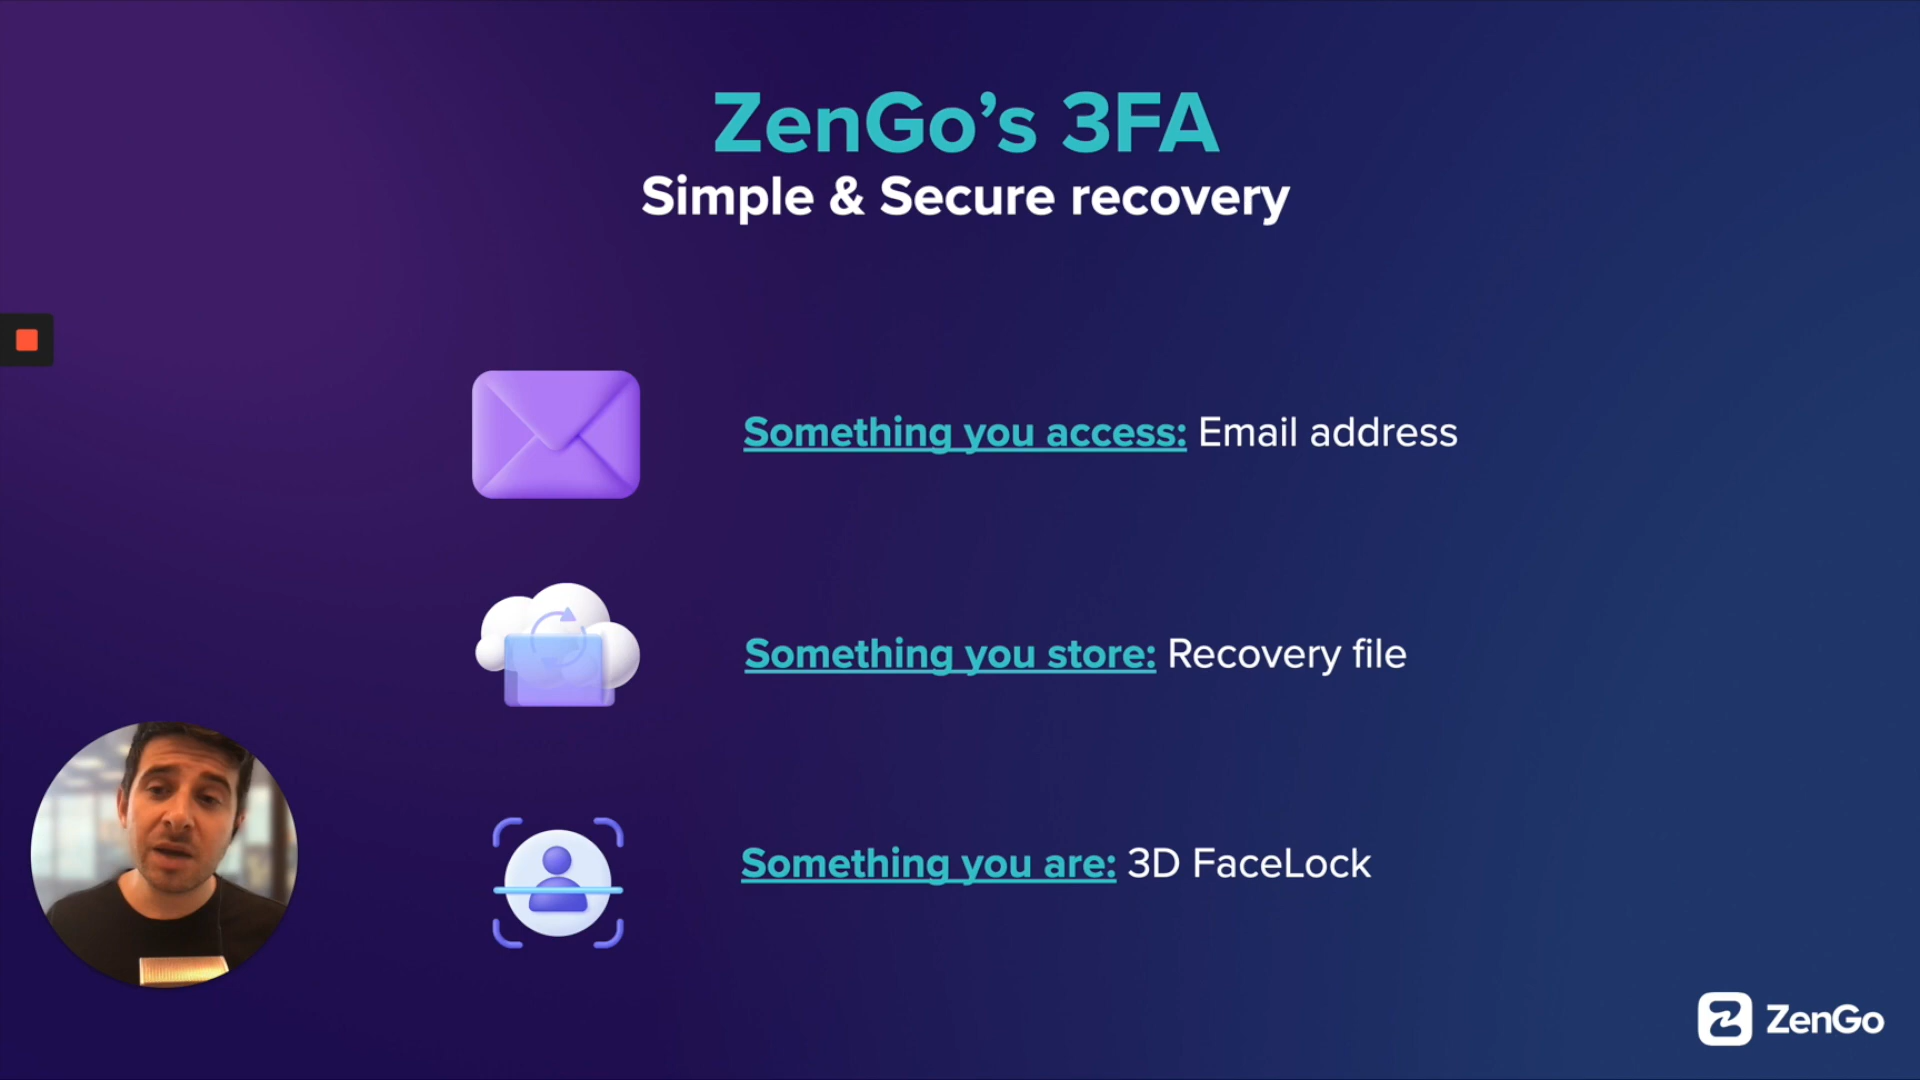 ZenGo’s 3FA
Simple & Secure recovery
Something you access: Email address
Something you store: Recovery file
Something you are: 3D FaceLock
ZenGo